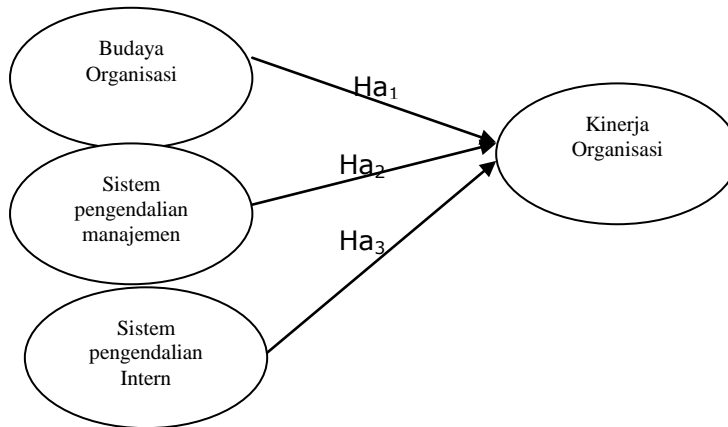 Budaya
Organisasi
Ha₁
Kinerja
Organisasi
Ha₂
Sistem
pengendalian
manajemen
Ha₃
Sistem
pengendalian
Intern